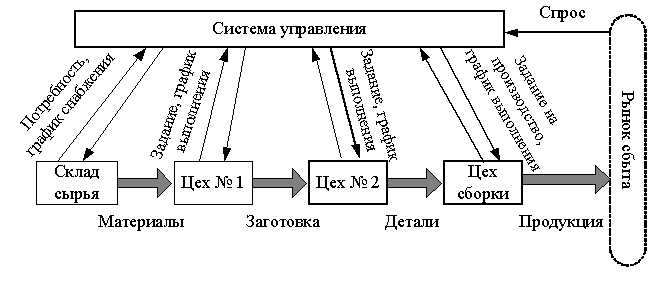 Спрос
Система управления
Потребность,
график снабжения
Задание, график
выполнения
Задание, график
выполнения
Задание на
производство,
график выполнения
Рынок сбыта
Склад
сырья
Цех № 1
Цех № 2
Цех
сборки
Материалы
Заготовка
Детали
Продукция